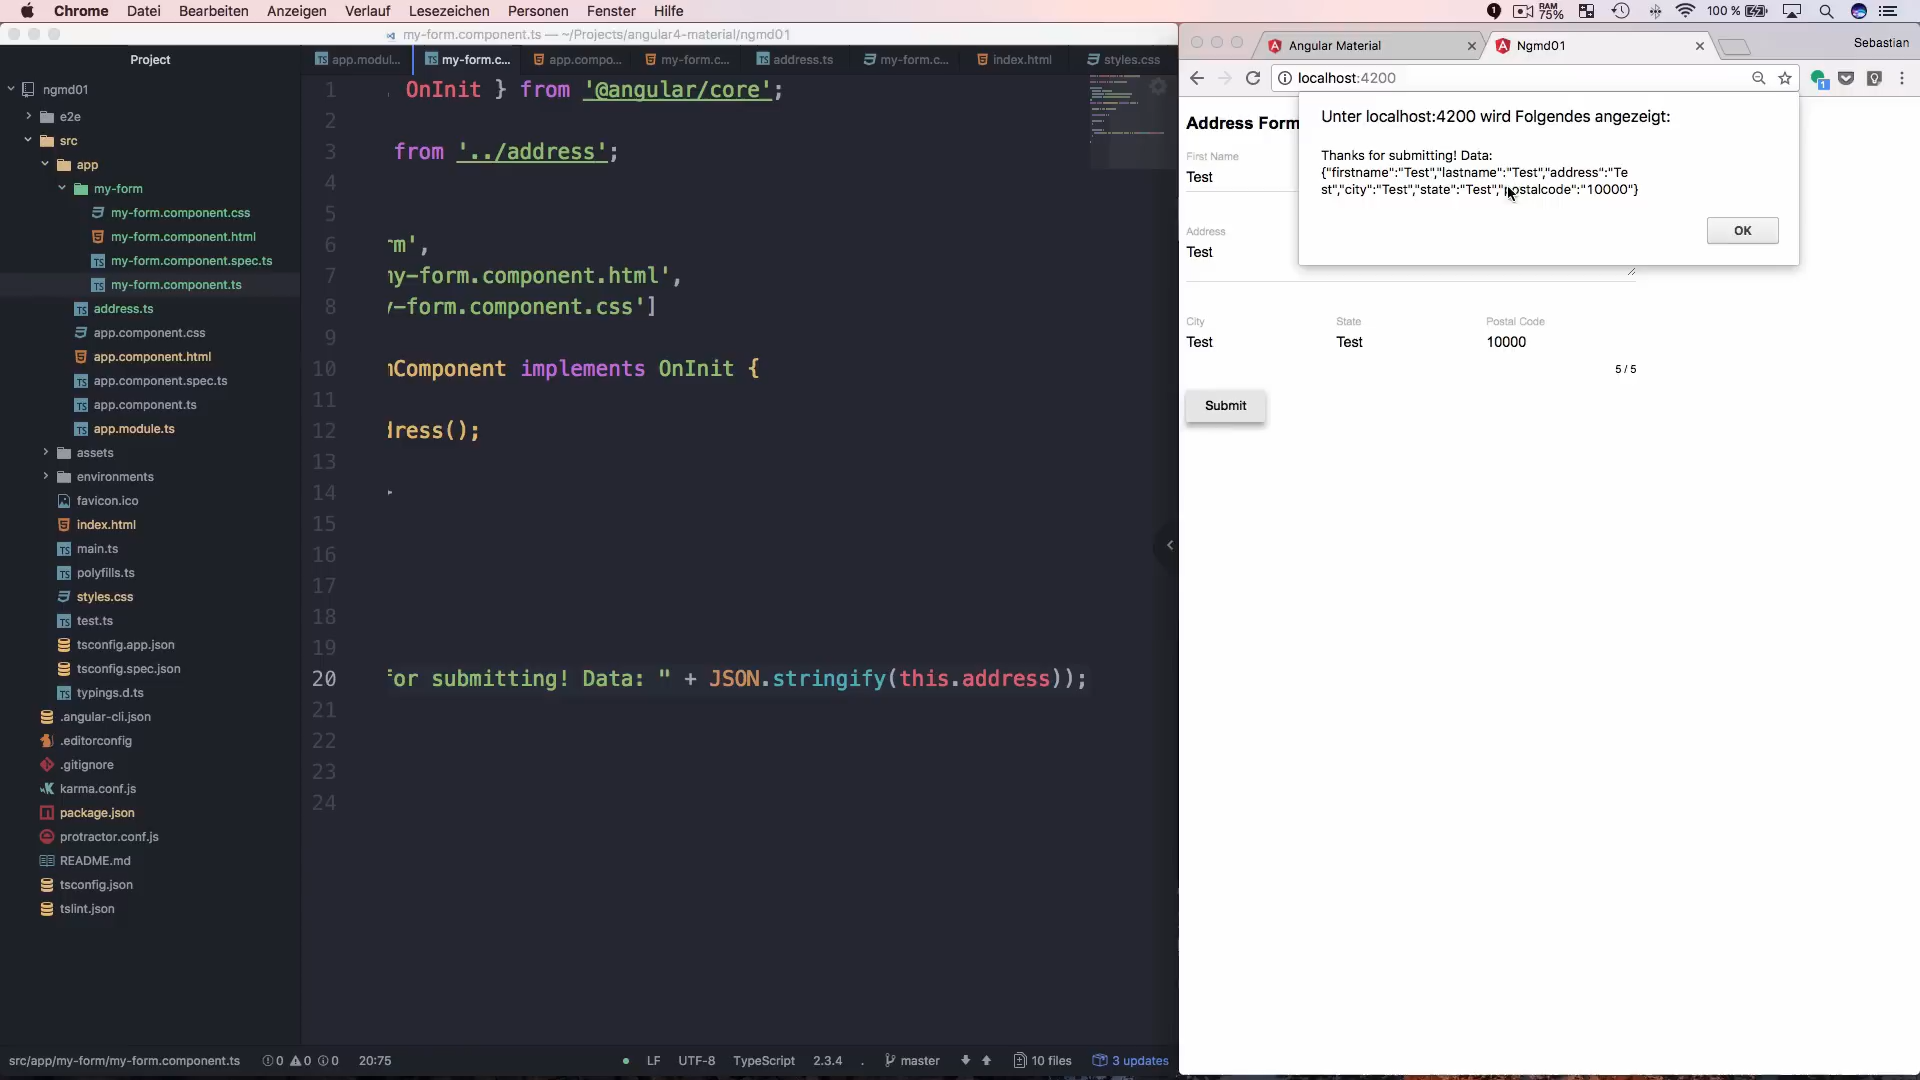 Chrome Datei Bearbeiten Anzeigen Verlauf Lesezeichen Personen Fenster Hilfe
1 RAM 75% 100 %
my-form.component.ts — ~/Projects/angular4-material/ngmd01
Project
ngmd01
e2e
src
app
my-form
my-form.component.css
my-form.component.html
my-form.component.spec.ts
my-form.component.ts
address.ts
app.component.css
app.component.html
app.component.spec.ts
app.component.ts
app.module.ts
assets
environments
favicon.ico
index.html
main.ts
polyfills.ts
styles.css
test.ts
tsconfig.app.json
tsconfig.spec.json
typings.d.ts
.angular-cli.json
.editorconfig
.gitignore
karma.conf.js
package.json
protractor.conf.js
README.md
tsconfig.json
tslint.json
app.modul... my-form.c... app.compo... my-form.c... address.ts my-form.c... index.html styles.css
1 , OnInit } from '@angular/core';
2
3 from '../address';
4
5
6 rm',
7 my-form.component.html',
8 y-form.component.css']
9
10 mComponent implements OnInit {
11
12 dress();
13
14
15
16
17
18
19
20 for submitting! Data: " + JSON.stringify(this.address));
21
22
23
24
src/app/my-form/my-form.component.ts 0 0 0 20:75 LF UTF-8 TypeScript 2.3.4 . master 10 files 3 updates
Angular Material Ngmd01 Sebastian
localhost:4200
Unter localhost:4200 wird Folgendes angezeigt:
Thanks for submitting! Data:
{"firstname":"Test","lastname":"Test","address":"Te
st","city":"Test","state":"Test","postalcode":"10000"}
OK
Address Form
First Name
Test
Address
Test
City State Postal Code
Test Test 10000
5 / 5
Submit